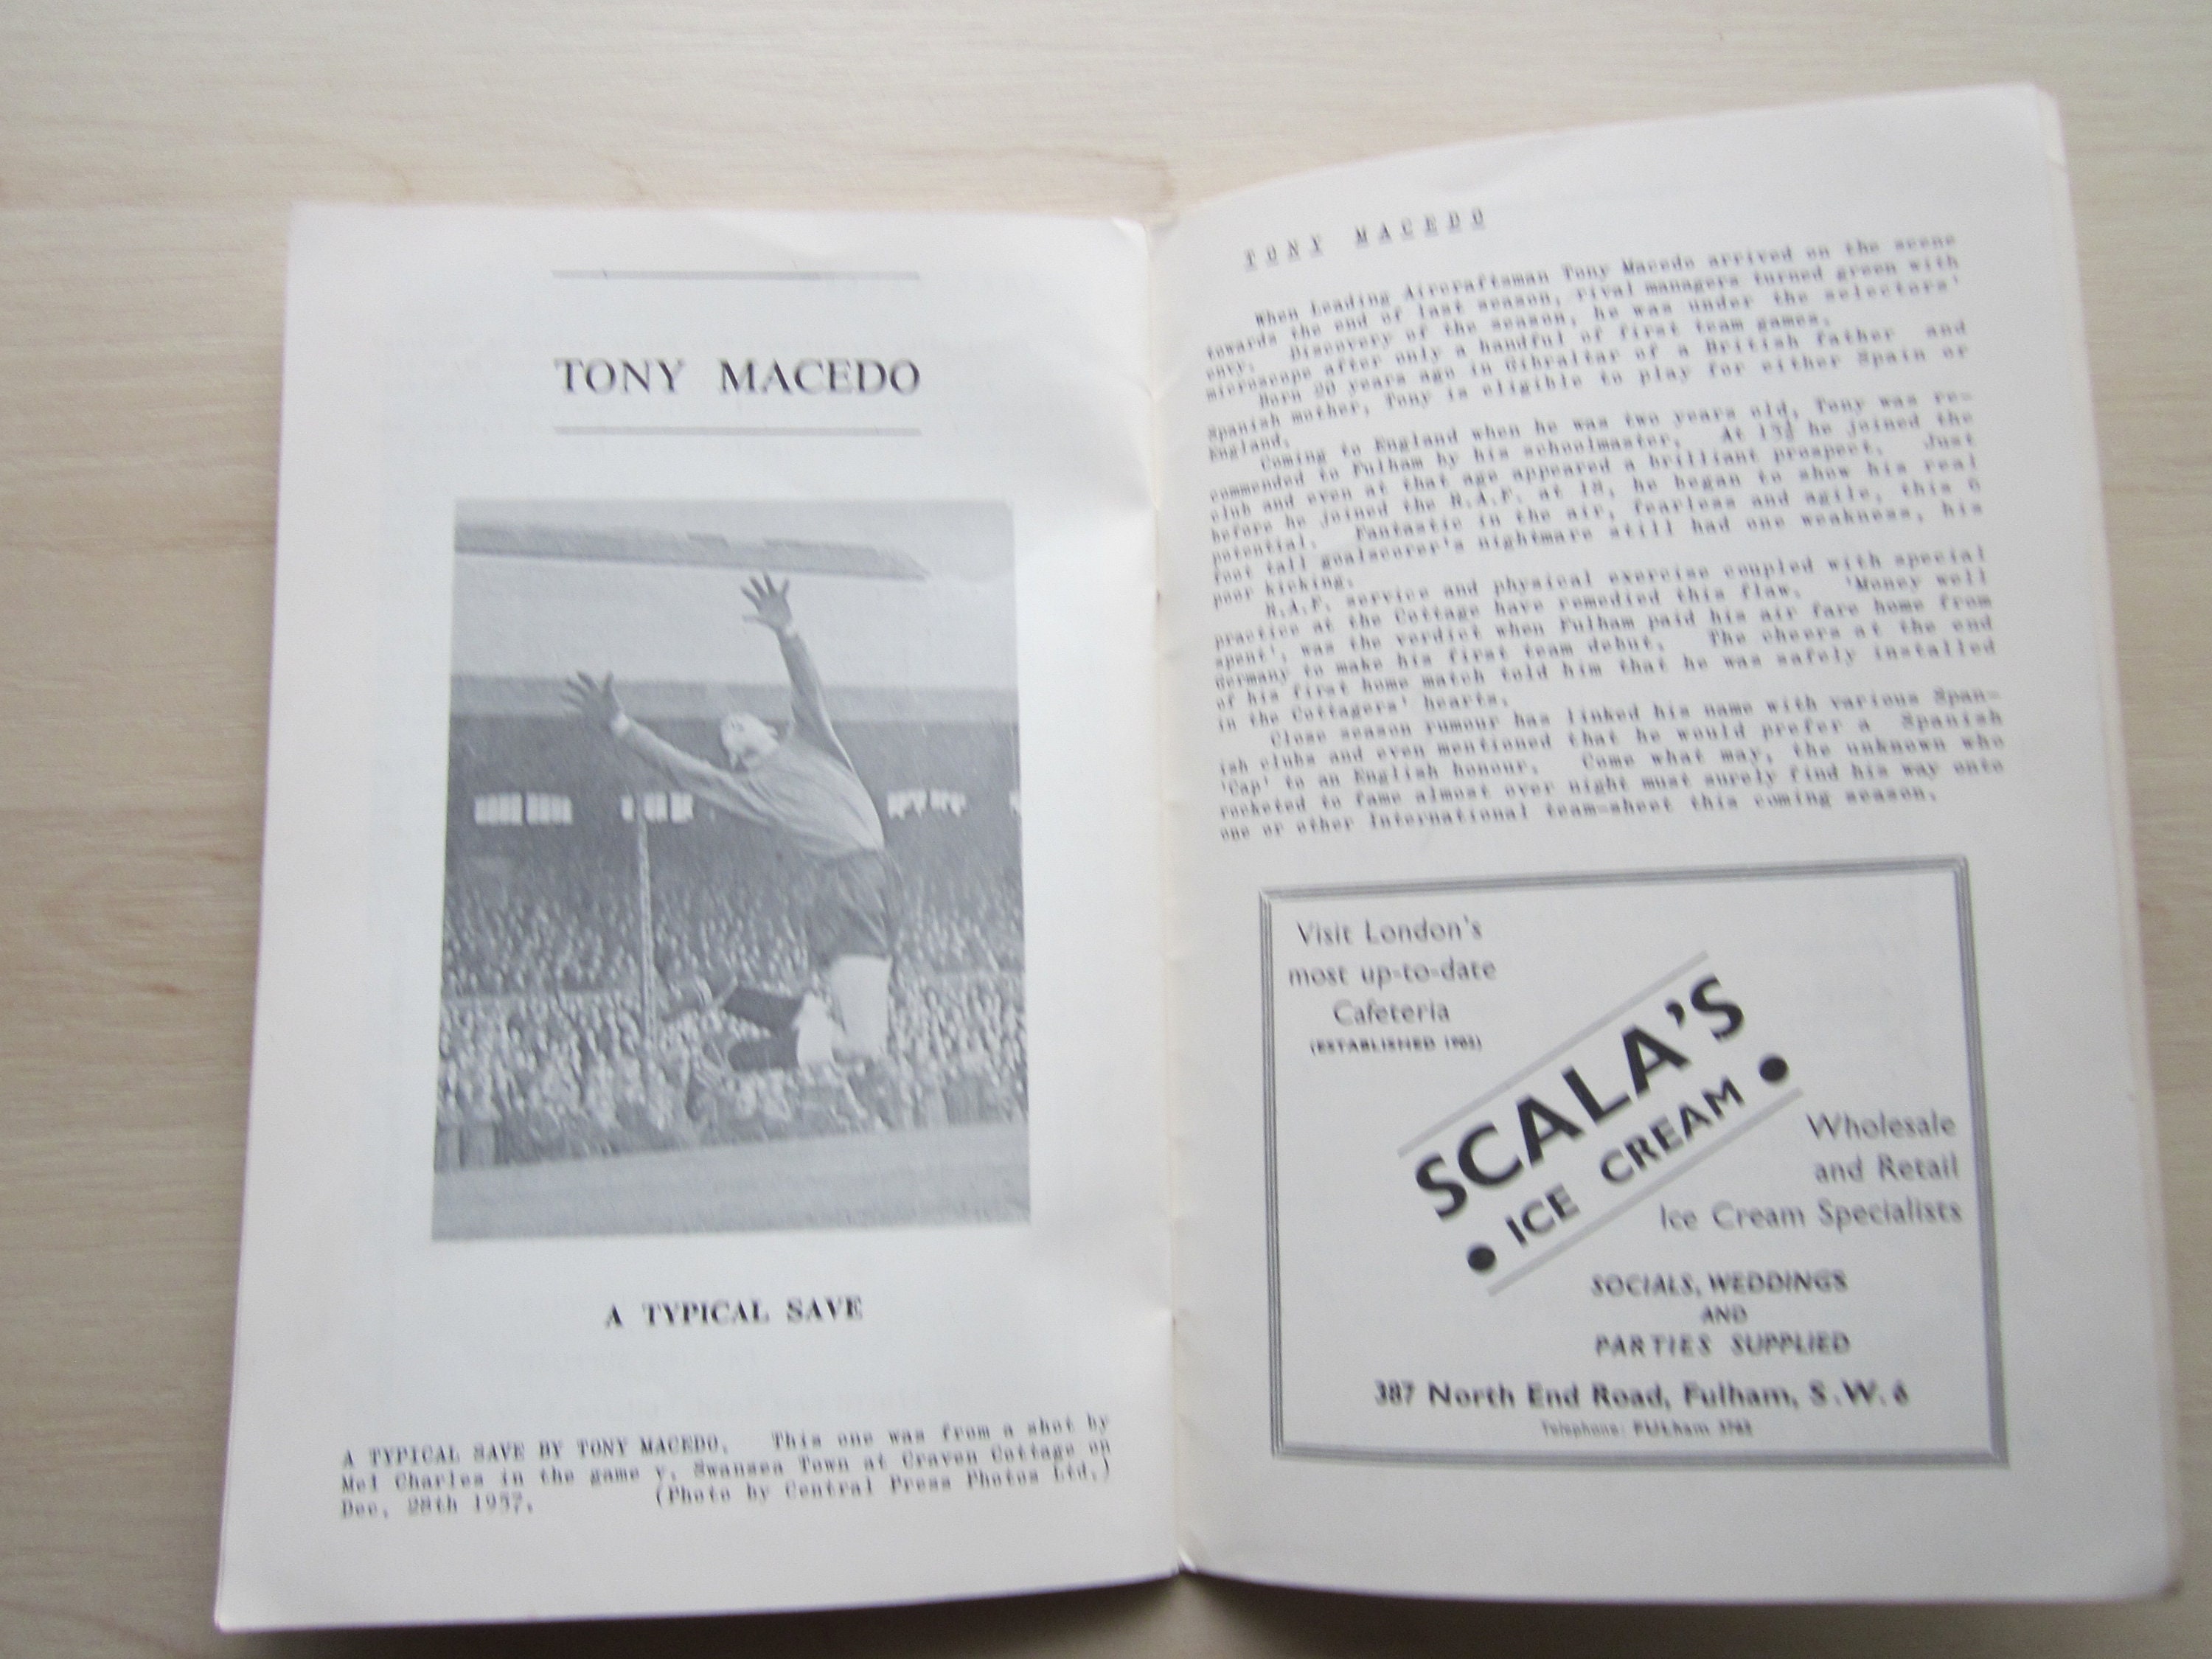 TONY MACEDO
A TYPICAL SAVE
A TYPICAL SAVE BY TONY MACEDO. This one was from a shot by
Mel Charles in the game v. Swansea Town at Craven Cottage on
Dec. 28th 1957. (Photo by Central Press Photos Ltd.)
TONY MACEDO
When Leading Aircraftsman Tony Macedo arrived on the scene
towards the end of last season, rival managers turned green with
envy. Discovery of the season, he was under the selectors'
microscope after only a handful of first team games.
Born 20 years ago in Gibraltar of a British father and
Spanish mother, Tony is eligible to play for either Spain or
England.
Coming to England when he was two years old, Tony was re-
commended to Fulham by his schoolmaster. At 13½ he joined the
club and even at that age appeared a brilliant prospect. Just
before he joined the R.A.F. at 18, he began to show his real
potential. Fantastic in the air, fearless and agile, this 6
foot tall goalscorer's nightmare still had one weakness, his
poor kicking.
R.A.F. service and physical exercise coupled with special
practice at the Cottage have remedied this flaw. 'Money well
spent', was the verdict when Fulham paid his air fare home from
Germany to make his first team debut. The cheers at the end
of his first home match told him that he was safely installed
in the Cottagers' hearts.
Close season rumour has linked his name with various Span-
ish clubs and even mentioned that he would prefer a Spanish
'Cap' to an English honour. Come what may, the unknown who
rocketed to fame almost over night must surely find his way onto
one or other International team-sheet this coming season.
Visit London's
most up-to-date
Cafeteria
(ESTABLISHED
SCALA'S
• ICE CREAM •
Wholesale
and Retail
Ice Cream Specialists
SOCIALS, WEDDINGS
AND
PARTIES SUPPLIED
387 North End Road, Fulham, S.W.6
Telephone: FULham